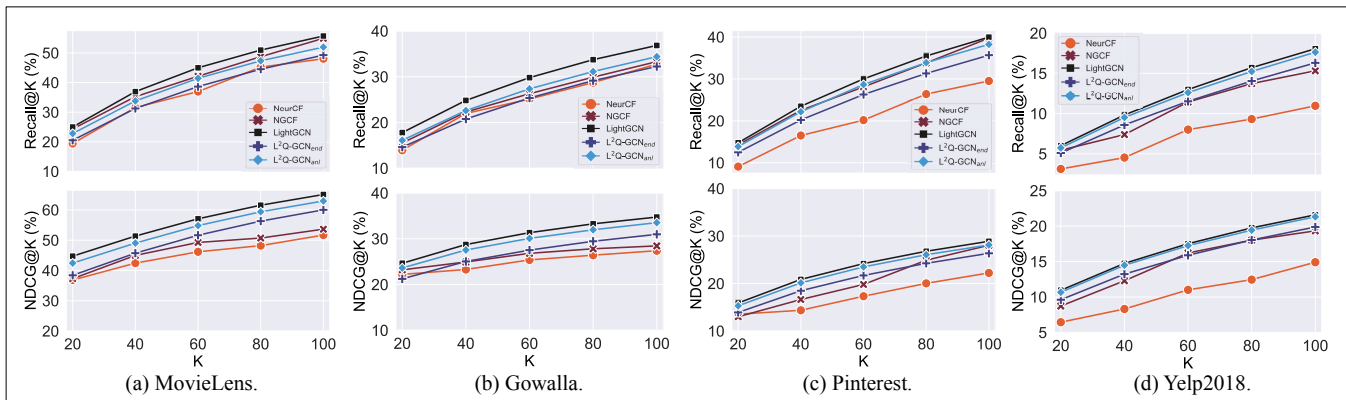 Recall@K (%)
50
40
30
20
10
NeurCF
NGCF
LightGCN
L²Q-GCNend
L²Q-GCNanl
NDCG@K (%)
60
50
40
30
20
20 40 60 80 100
K
(a) MovieLens.
Recall@K (%)
40
30
20
10
NeurCF
NGCF
LightGCN
L²Q-GCNend
L²Q-GCNanl
NDCG@K (%)
40
30
20
10
20 40 60 80 100
K
(b) Gowalla.
Recall@K (%)
40
30
20
10
NeurCF
NGCF
LightGCN
L²Q-GCNend
L²Q-GCNanl
NDCG@K (%)
40
30
20
10
20 40 60 80 100
K
(c) Pinterest.
Recall@K (%)
20
15
10
5
NeurCF
NGCF
LightGCN
L²Q-GCNend
L²Q-GCNanl
NDCG@K (%)
25
20
15
10
5
20 40 60 80 100
K
(d) Yelp2018.